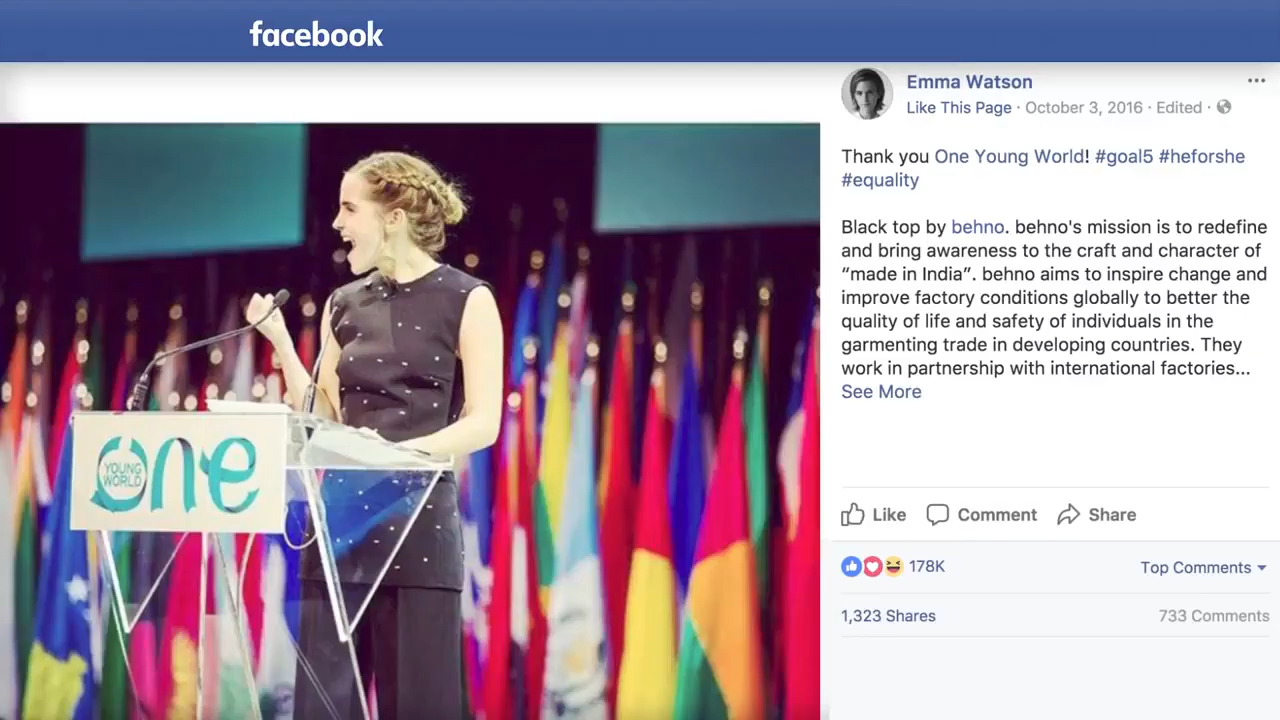 facebook
YOUNG
WORLD
one
Emma Watson
Like This Page · October 3, 2016 · Edited ·
Thank you One Young World! #goal5 #heforshe
#equality
Black top by behno. behno's mission is to redefine
and bring awareness to the craft and character of
“made in India”. behno aims to inspire change and
improve factory conditions globally to better the
quality of life and safety of individuals in the
garmenting trade in developing countries. They
work in partnership with international factories...
See More
Like Comment Share
178K Top Comments
1,323 Shares 733 Comments